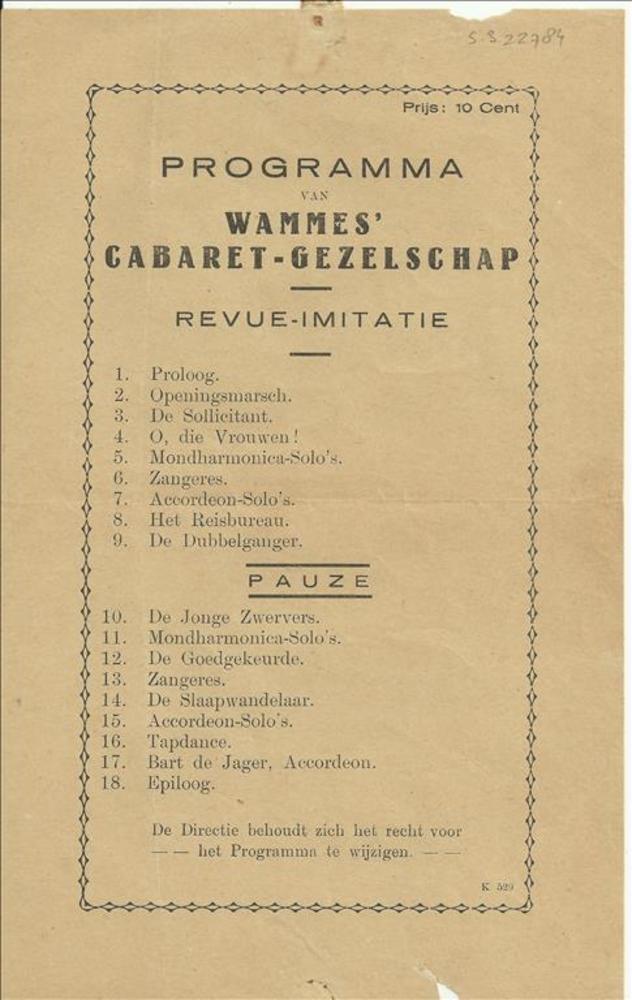 S.S.22784
Prijs: 10 Cent
PROGRAMMA
VAN
WAMMES'
CABARET-GEZELSCHAP
REVUE-IMITATIE
1. Proloog.
2. Openingsmarsch.
3. De Sollicitant.
4. O, die Vrouwen!
5. Mondharmonica-Solo's.
6. Zangeres.
7. Accordeon-Solo's.
8. Het Reisbureau.
9. De Dubbelganger.
PAUZE
10. De Jonge Zwervers.
11. Mondharmonica-Solo's.
12. De Goedgekeurde.
13. Zangeres.
14. De Slaapwandelaar.
15. Accordeon-Solo's.
16. Tapdance.
17. Bart de Jager, Accordeon.
18. Epiloog.
De Directie behoudt zich het recht voor
— — het Programma te wijzigen. — —
K 529